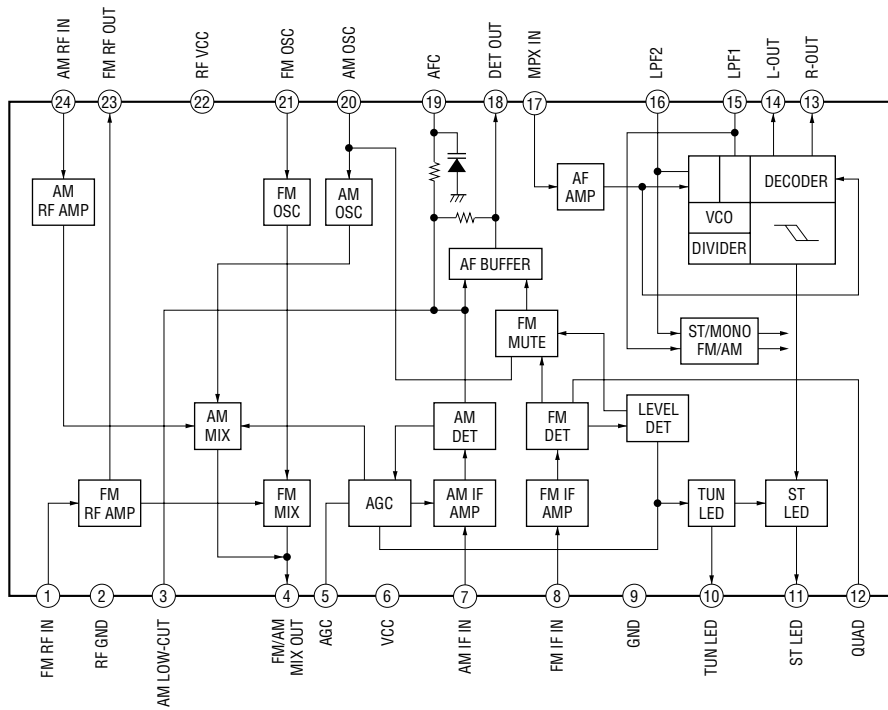 AM RF IN
FM RF OUT
RF VCC
FM OSC
AM OSC
AFC
DET OUT
MPX IN
LPF2
LPF1
L-OUT
R-OUT
24
23
22
21
20
19
18
17
16
15
14
13
AM
RF AMP
FM
OSC
AM
OSC
AF
AMP
DECODER
VCO
DIVIDER
AF BUFFER
FM
MUTE
ST/MONO
FM/AM
AM
MIX
AM
DET
FM
DET
LEVEL
DET
FM
RF AMP
FM
MIX
AGC
AM IF
AMP
FM IF
AMP
TUN
LED
ST
LED
1
2
3
4
5
6
7
8
9
10
11
12
FM RF IN
RF GND
AM LOW-CUT
FM/AM
MIX OUT
AGC
VCC
AM IF IN
FM IF IN
GND
TUN LED
ST LED
QUAD